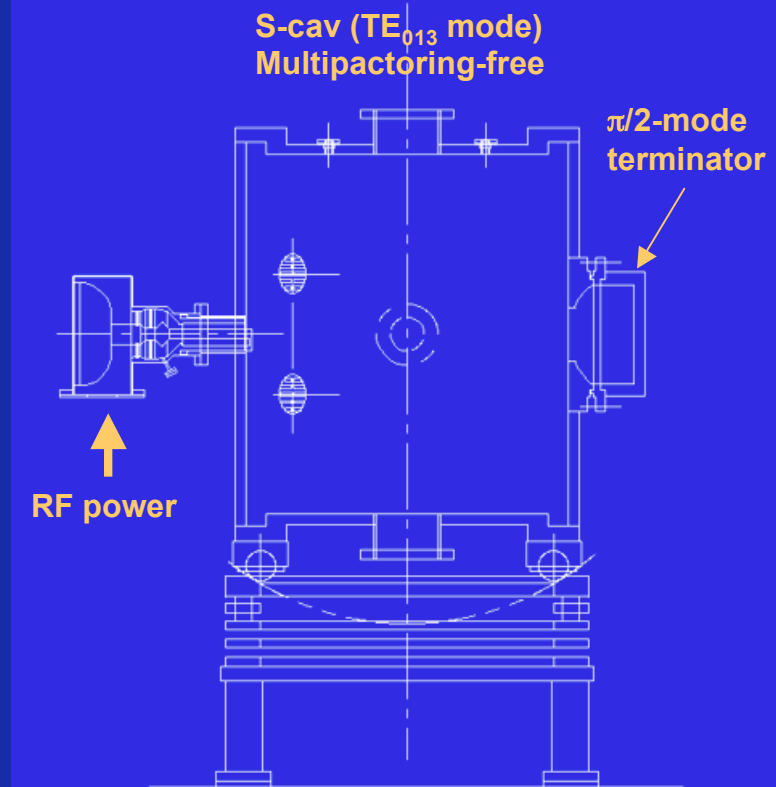 S-cav (TE₀₁₃ mode)
Multipactoring-free
π/2-mode
terminator
RF power